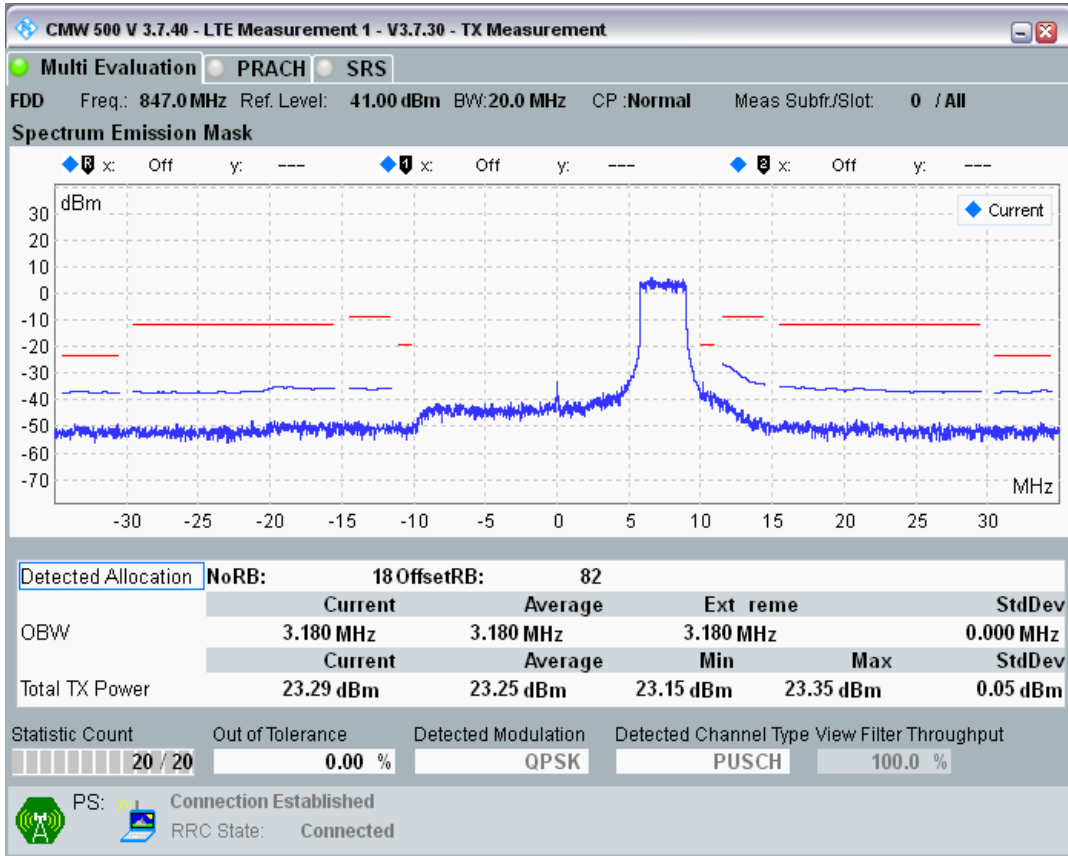 CMW 500 V 3.7.40 - LTE Measurement 1 - V3.7.30 - TX Measurement
Multi Evaluation PRACH SRS
FDD Freq.: 847.0 MHz Ref. Level: 41.00 dBm BW:20.0 MHz CP :Normal Meas Subfr./Slot: 0 / All
Spectrum Emission Mask
R x: Off y: --- 1 x: Off y: --- 2 x: Off y: ---
dBm
Current
30
20
10
0
-10
-20
-30
-40
-50
-60
-70
MHz
-30 -25 -20 -15 -10 -5 0 5 10 15 20 25 30
Detected Allocation NoRB: 18 OffsetRB: 82
Current Average Ext reme StdDev
OBW 3.180 MHz 3.180 MHz 3.180 MHz 0.000 MHz
Current Average Min Max StdDev
Total TX Power 23.29 dBm 23.25 dBm 23.15 dBm 23.35 dBm 0.05 dBm
Statistic Count Out of Tolerance Detected Modulation Detected Channel Type View Filter Throughput
20 / 20 0.00 % QPSK PUSCH 100.0 %
PS: Connection Established
RRC State: Connected